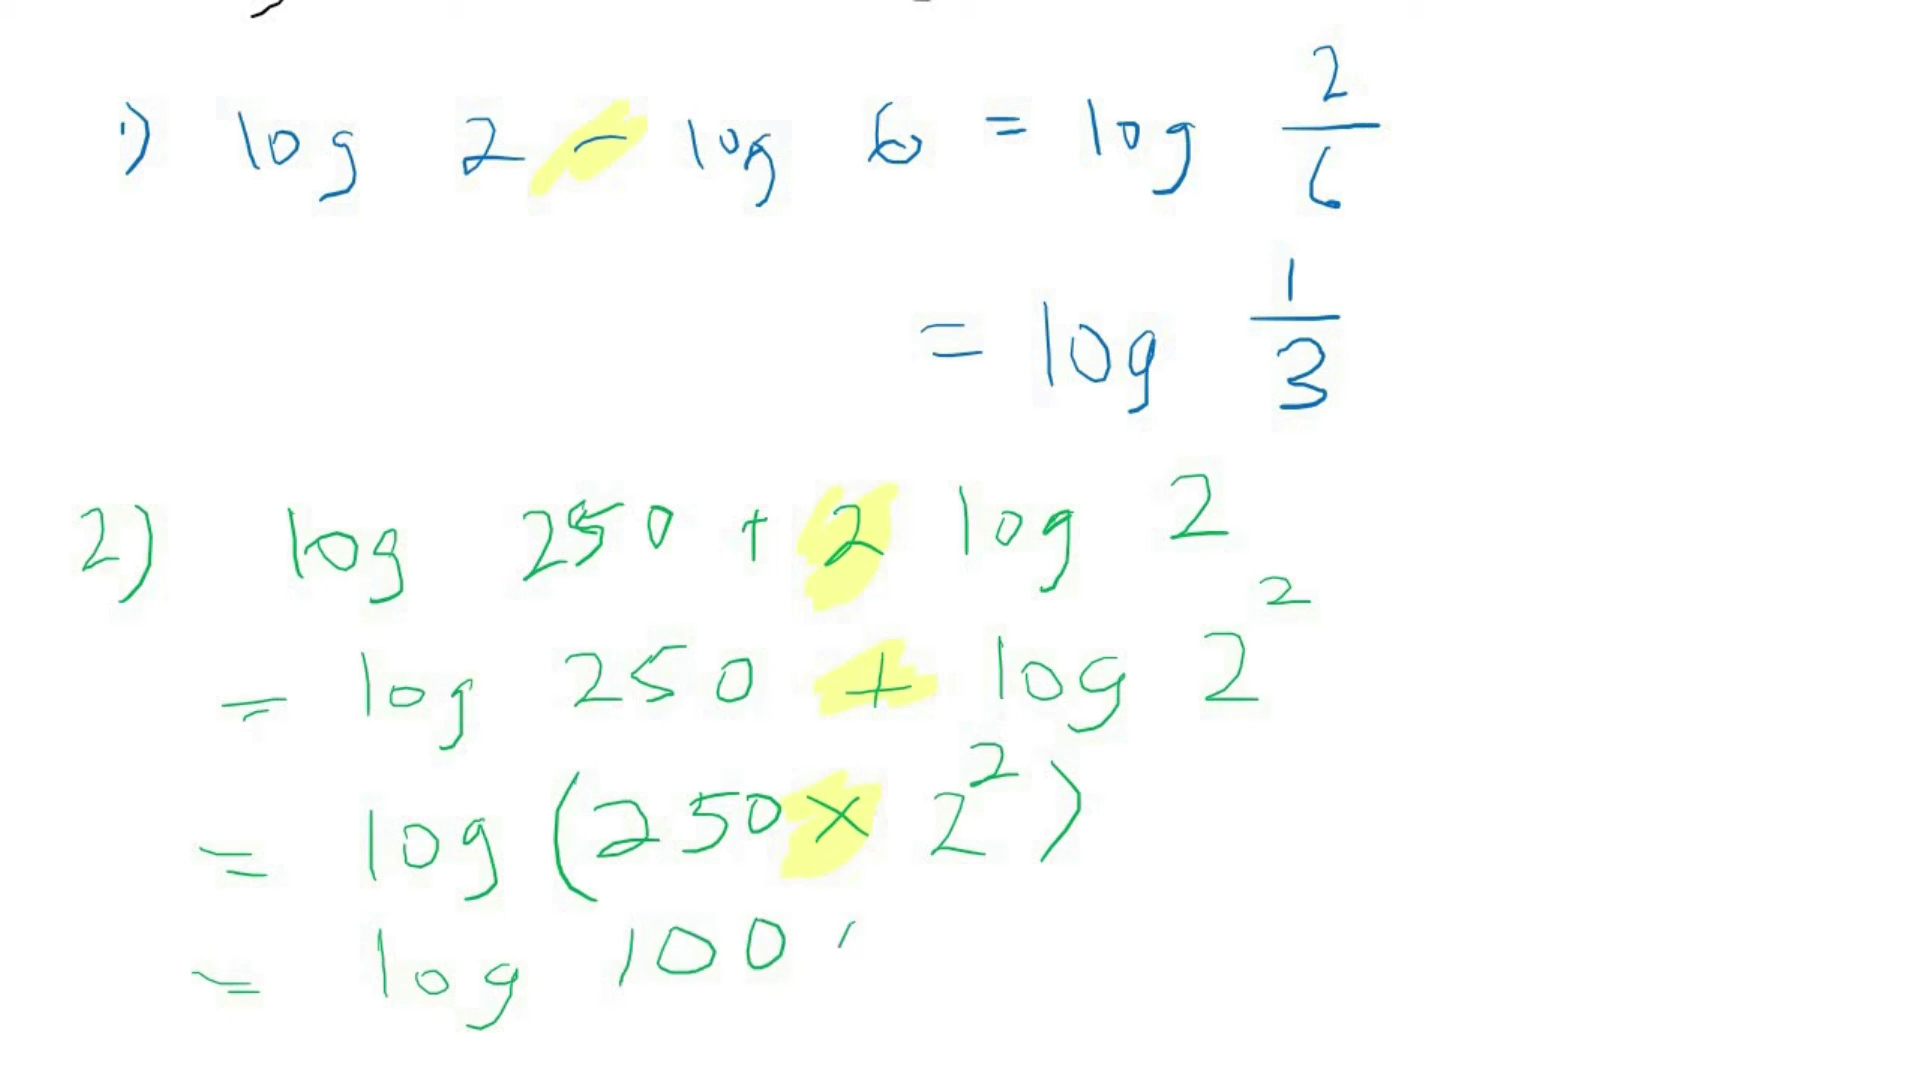 1) log 2 - log 6 = log 2/6
= log 1/3
2) log 250 + 2 log 2
= log 250 + log 2²
= log (250 × 2²)
= log 100